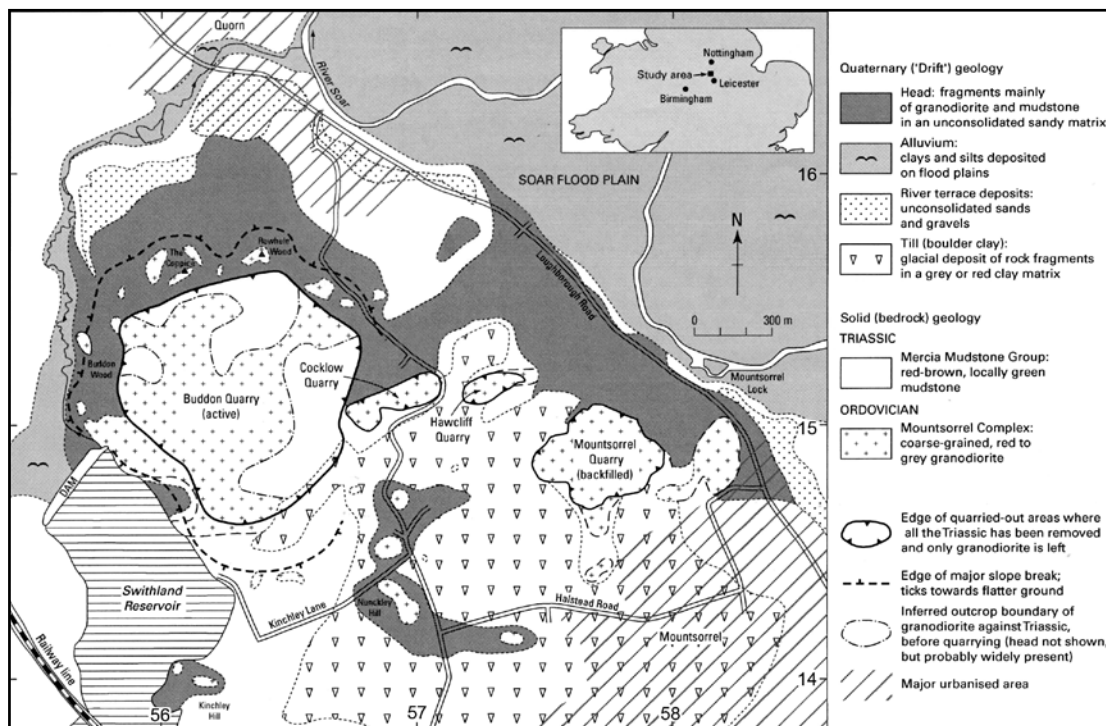 Quorn
River Soar
Nottingham
Study area
Leicester
Birmingham
SOAR FLOOD PLAIN
16
N
0 300 m
Loughborough Road
The Coppice
Rowhele Wood
Buddon Wood
Cocklow
Quarry
Buddon Quarry
(active)
Hawcliff
Quarry
Mountsorrel
Lock
15
Mountsorrel
Quarry
(backfilled)
DAM
Swithland
Reservoir
Kinchley Lane
Nunckley
Hill
Halstead Road
Mountsorrel
14
Railway line
56
57
58
Kinchley
Hill
Quaternary ('Drift') geology
Head: fragments mainly
of granodiorite and mudstone
in an unconsolidated sandy matrix
Alluvium:
clays and silts deposited
on flood plains
River terrace deposits:
unconsolidated sands
and gravels
Till (boulder clay):
glacial deposit of rock fragments
in a grey or red clay matrix
Solid (bedrock) geology
TRIASSIC
Mercia Mudstone Group:
red-brown, locally green
mudstone
ORDOVICIAN
Mountsorrel Complex:
coarse-grained, red to
grey granodiorite
Edge of quarried-out areas where
all the Triassic has been removed
and only granodiorite is left
Edge of major slope break;
ticks towards flatter ground
Inferred outcrop boundary of
granodiorite against Triassic,
before quarrying (head not shown,
but probably widely present)
Major urbanised area